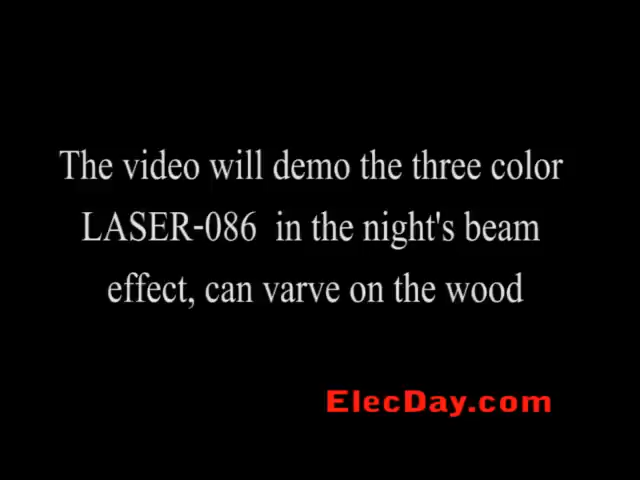 The video will demo the three color
LASER-086 in the night's beam
effect, can varve on the wood
ElecDay.com